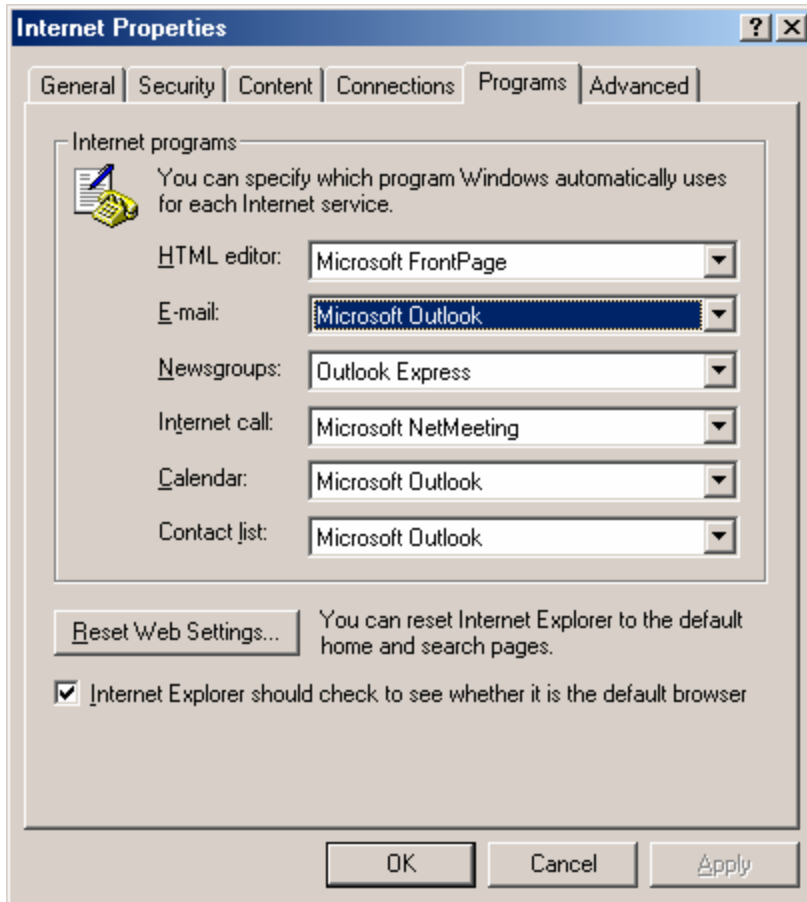 Internet Properties
General Security Content Connections Programs Advanced
Internet programs
You can specify which program Windows automatically uses
for each Internet service.
HTML editor: Microsoft FrontPage
E-mail: Microsoft Outlook
Newsgroups: Outlook Express
Internet call: Microsoft NetMeeting
Calendar: Microsoft Outlook
Contact list: Microsoft Outlook
Reset Web Settings... You can reset Internet Explorer to the default
home and search pages.
Internet Explorer should check to see whether it is the default browser
OK Cancel Apply